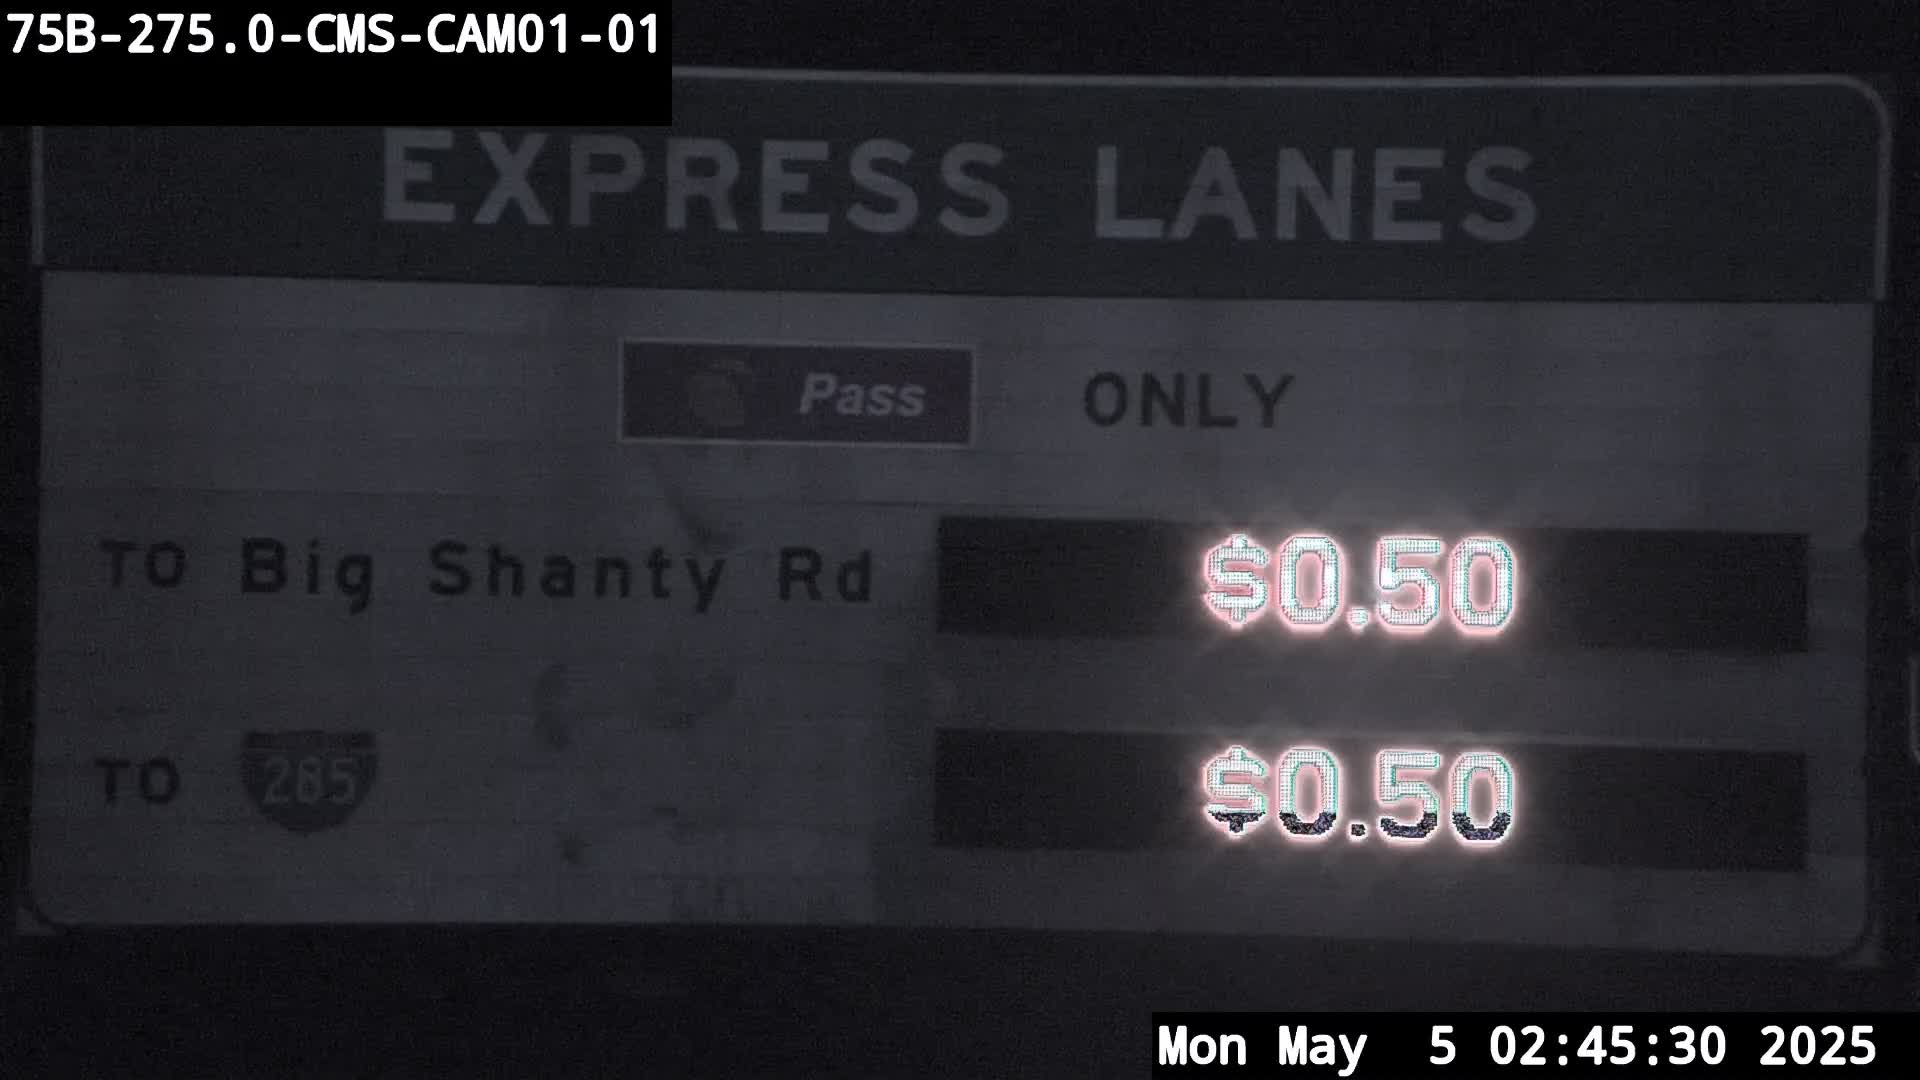 75B-275.0-CMS-CAM01-01
EXPRESS LANES
Pass ONLY
TO Big Shanty Rd $0.50
TO 285 $0.50
Mon May 5 02:45:30 2025